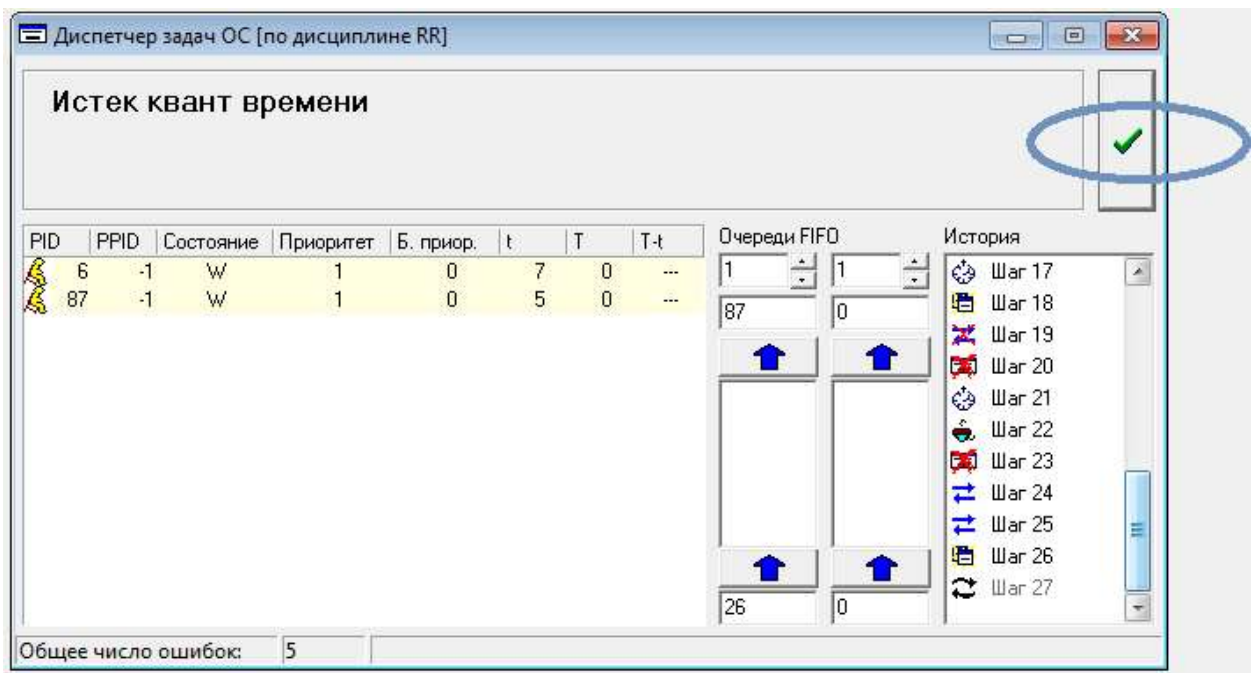 Диспетчер задач ОС [по дисциплине RR]
Истек квант времени
PID PPID Состояние Приоритет Б. приор. t T T-t
6 -1 W 1 0 7 0 ---
87 -1 W 1 0 5 0 ---
Очереди FIFO
1 1
87 0
26 0
История
Шаг 17
Шаг 18
Шаг 19
Шаг 20
Шаг 21
Шаг 22
Шаг 23
Шаг 24
Шаг 25
Шаг 26
Шаг 27
Общее число ошибок: 5